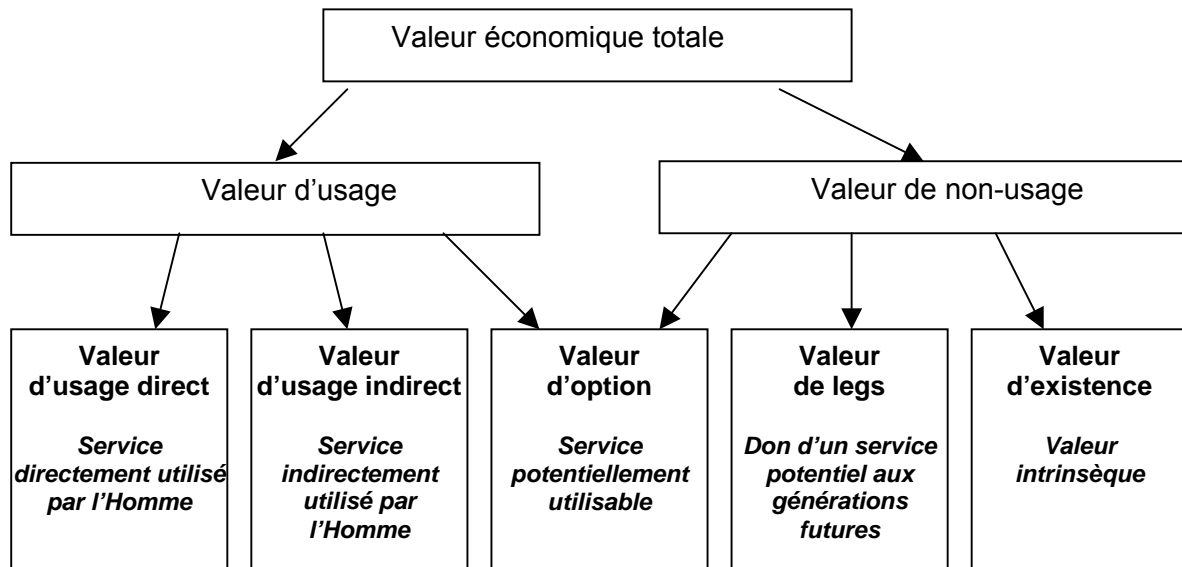 Valeur économique totale
Valeur d’usage
Valeur de non-usage
Valeur
d’usage direct
Service
directement utilisé
par l’Homme
Valeur
d’usage indirect
Service
indirectement
utilisé par
l’Homme
Valeur
d’option
Service
potentiellement
utilisable
Valeur
de legs
Don d’un service
potentiel aux
générations
futures
Valeur
d’existence
Valeur
intrinsèque